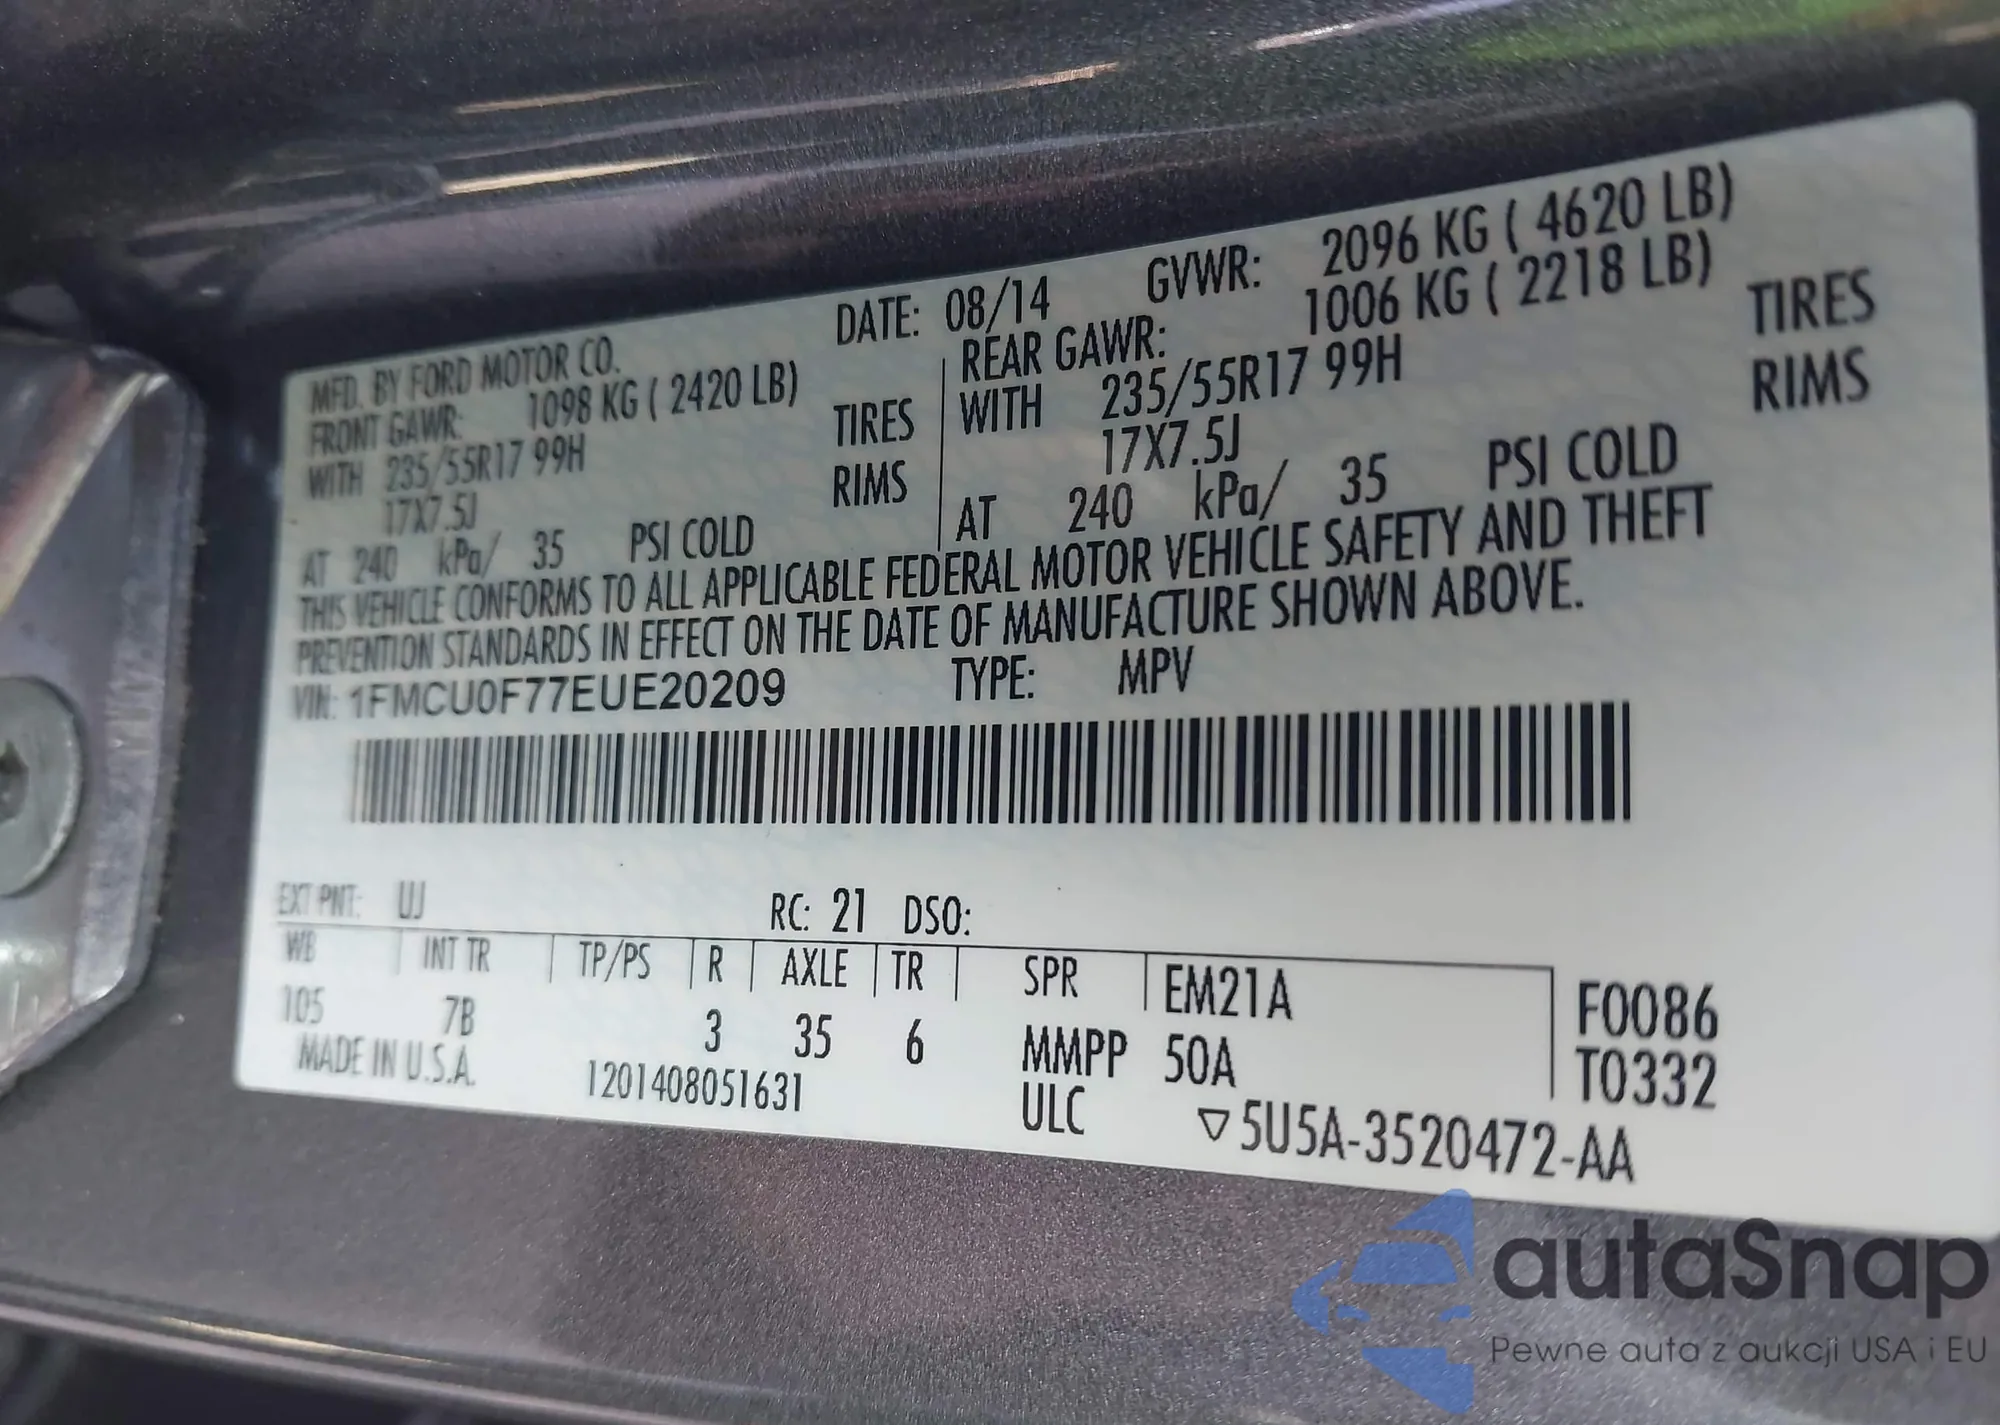 MFD. BY FORD MOTOR CO. DATE: 08/14 GVWR: 2096 KG ( 4620 LB)
FRONT GAWR: 1098 KG ( 2420 LB) REAR GAWR: 1006 KG ( 2218 LB)
WITH 235/55R17 99H TIRES WITH 235/55R17 99H TIRES
17X7.5J RIMS 17X7.5J RIMS
AT 240 kPa/ 35 PSI COLD AT 240 kPa/ 35 PSI COLD
THIS VEHICLE CONFORMS TO ALL APPLICABLE FEDERAL MOTOR VEHICLE SAFETY AND THEFT
PREVENTION STANDARDS IN EFFECT ON THE DATE OF MANUFACTURE SHOWN ABOVE.
VIN: 1FMCU0F77EUE20209 TYPE: MPV
EXT PNT: UJ RC: 21 DSO:
WB INT TR TP/PS R AXLE TR SPR EM21A F0086
105 7B 3 35 6 MMPP 50A T0332
MADE IN U.S.A. 1201408051631 ULC ▽5U5A-3520472-AA
autaSnap
Pewne auta z aukcji USA i EU